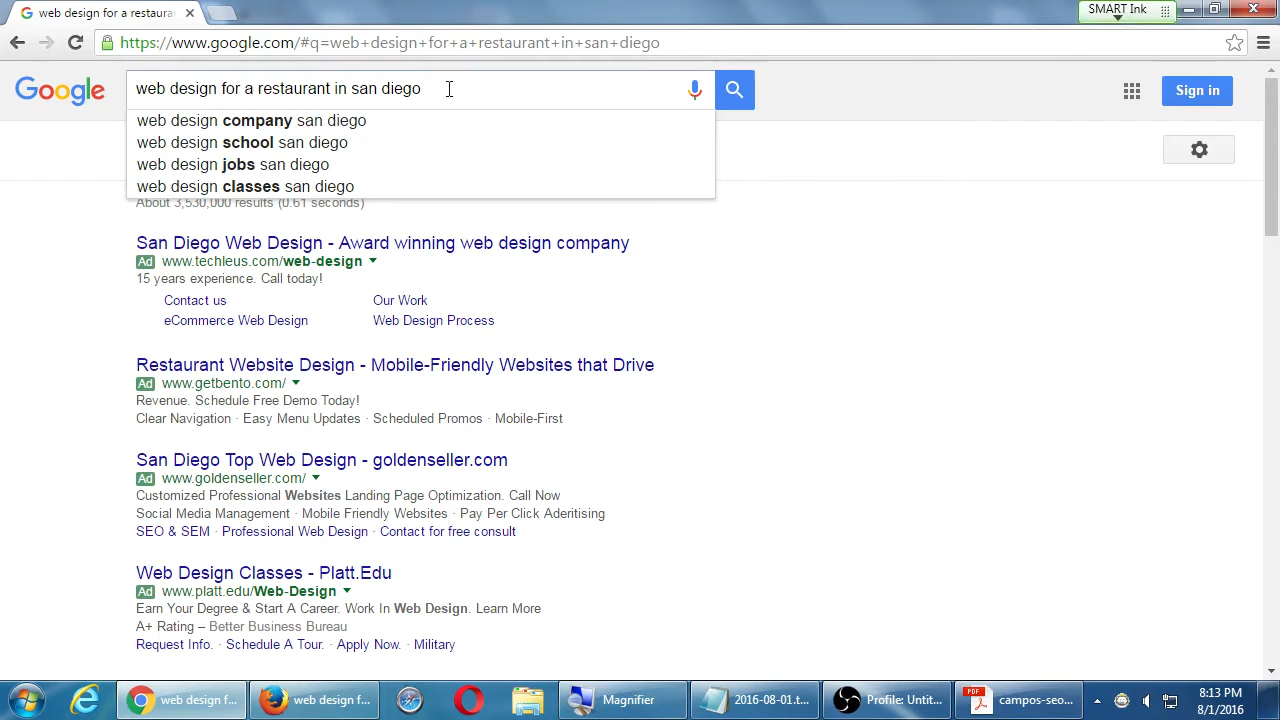 web design for a restaurar
SMART Ink
https://www.google.com/#q=web+design+for+a+restaurant+in+san+diego
Google
web design for a restaurant in san diego
Sign in
web design company san diego
web design school san diego
web design jobs san diego
web design classes san diego
About 3,530,000 results (0.61 seconds)
San Diego Web Design - Award winning web design company
Ad www.techleus.com/web-design
15 years experience. Call today!
Contact us Our Work
eCommerce Web Design Web Design Process
Restaurant Website Design - Mobile-Friendly Websites that Drive
Ad www.getbento.com/
Revenue. Schedule Free Demo Today!
Clear Navigation · Easy Menu Updates · Scheduled Promos · Mobile-First
San Diego Top Web Design - goldenseller.com
Ad www.goldenseller.com/
Customized Professional Websites Landing Page Optimization. Call Now
Social Media Management · Mobile Friendly Websites · Pay Per Click Aderitising
SEO & SEM · Professional Web Design · Contact for free consult
Web Design Classes - Platt.Edu
Ad www.platt.edu/Web-Design
Earn Your Degree & Start A Career. Work In Web Design. Learn More
A+ Rating – Better Business Bureau
Request Info. · Schedule A Tour. · Apply Now. · Military
web design f... web design f... Magnifier 2016-08-01.t... Profile: Untit... PDF campos-seo... 8:13 PM
8/1/2016